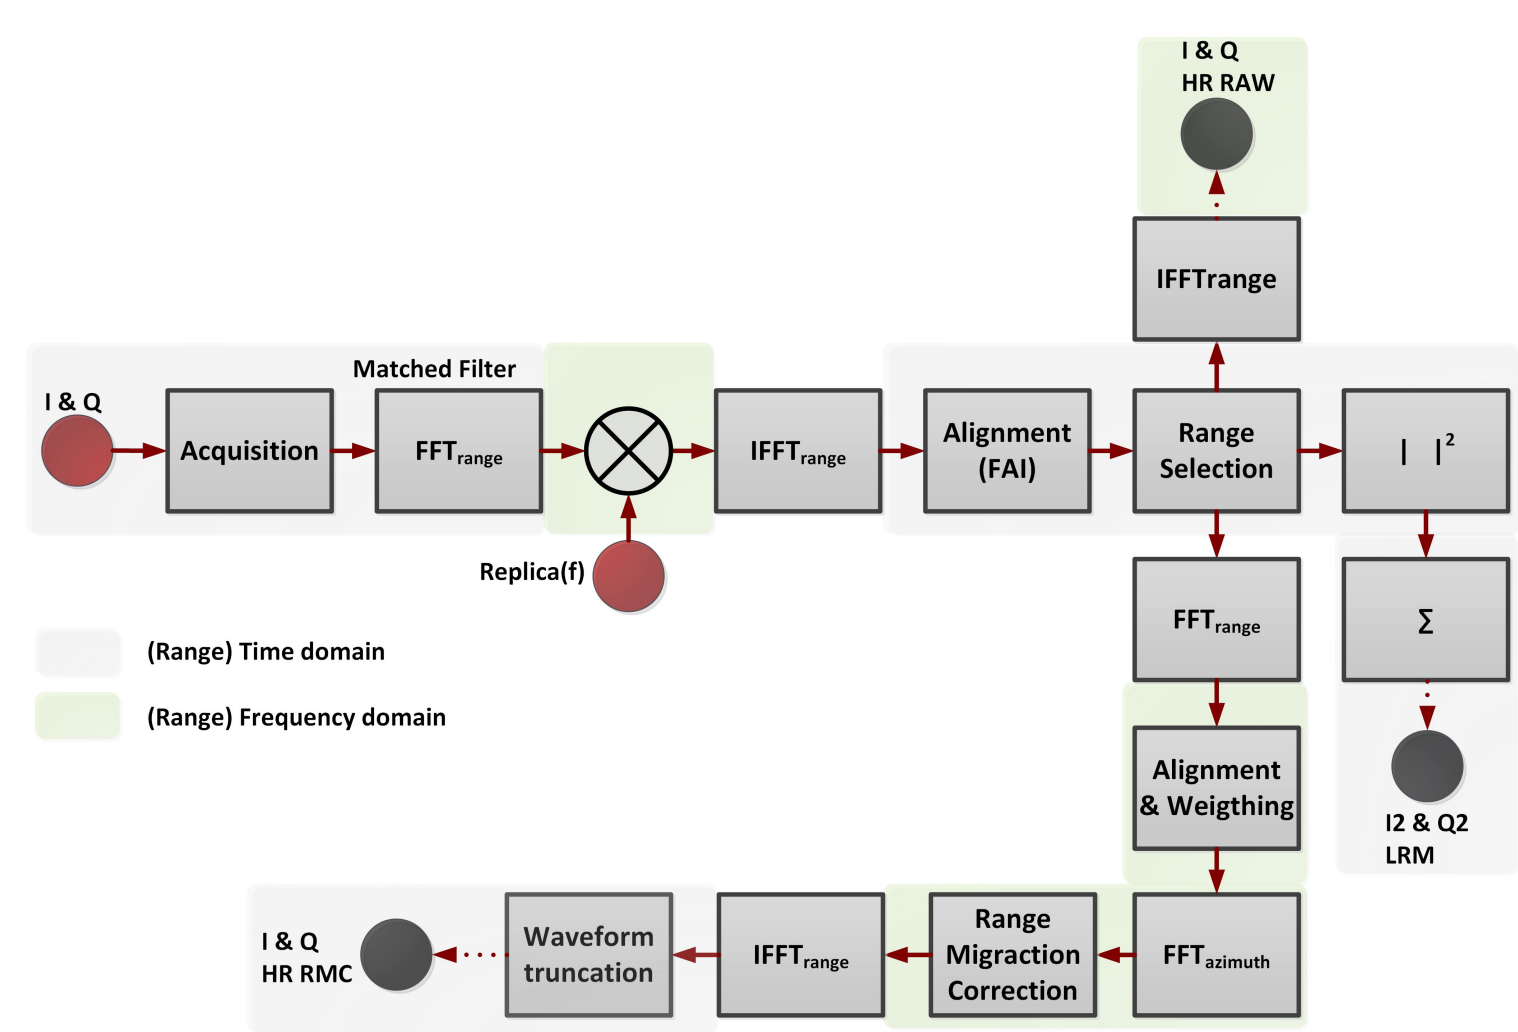 I & Q
HR RAW
IFFTrange
Matched Filter
I & Q
Acquisition
FFTrange
IFFTrange
Alignment
(FAI)
Range
Selection
| |²
Replica(f)
FFTrange
Σ
(Range) Time domain
(Range) Frequency domain
Alignment
& Weigthing
I2 & Q2
LRM
I & Q
HR RMC
Waveform
truncation
IFFTrange
Range
Migraction
Correction
FFTazimuth